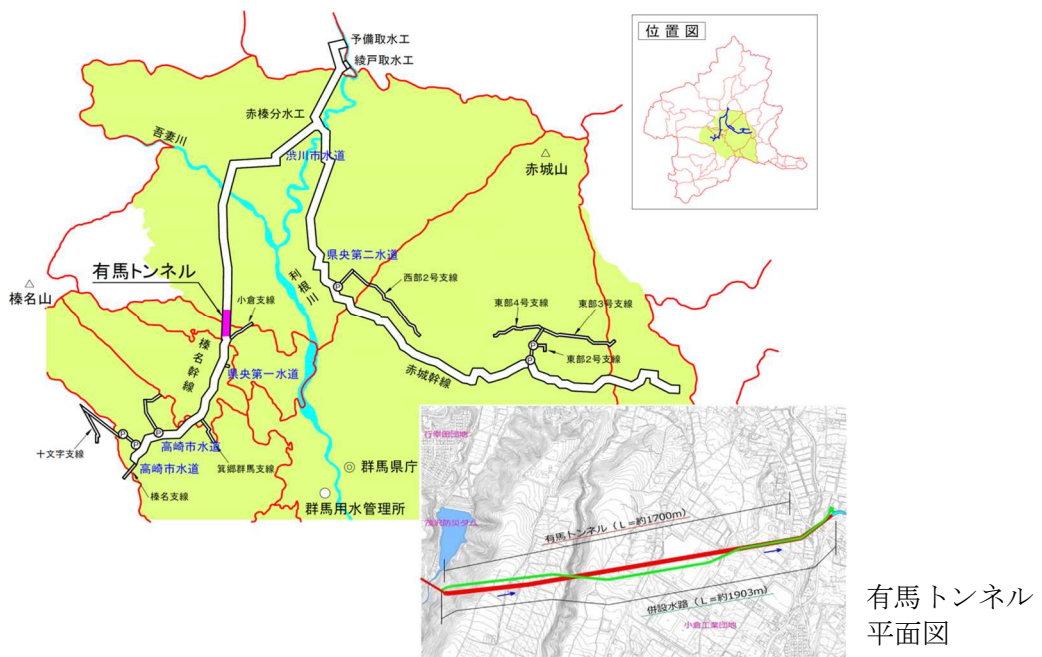 予備取水工
綾戸取水工
赤榛分水工
吾妻川
渋川市水道
赤城山
位置図
県央第二水道
西部2号支線
利根川
有馬トンネル
榛名山
小倉支線
東部4号支線
東部3号支線
東部2号支線
榛名幹線
赤城幹線
県央第一水道
P
P
P
P
P
十文字支線
高崎市水道
高崎市水道
箕郷群馬支線
榛名支線
群馬県庁
群馬用水管理所
行幸田団地
有馬トンネル（L=約1700m）
併設水路（L=約1903m）
小倉工業団地
有馬トンネル
平面図